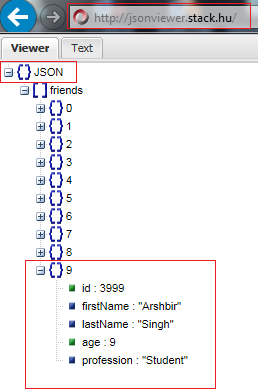 http://jsonviewer.stack.hu/
Viewer
Text
{} JSON
[] friends
{} 0
{} 1
{} 2
{} 3
{} 4
{} 5
{} 6
{} 7
{} 8
{} 9
id : 3999
firstName : "Arshbir"
lastName : "Singh"
age : 9
profession : "Student"